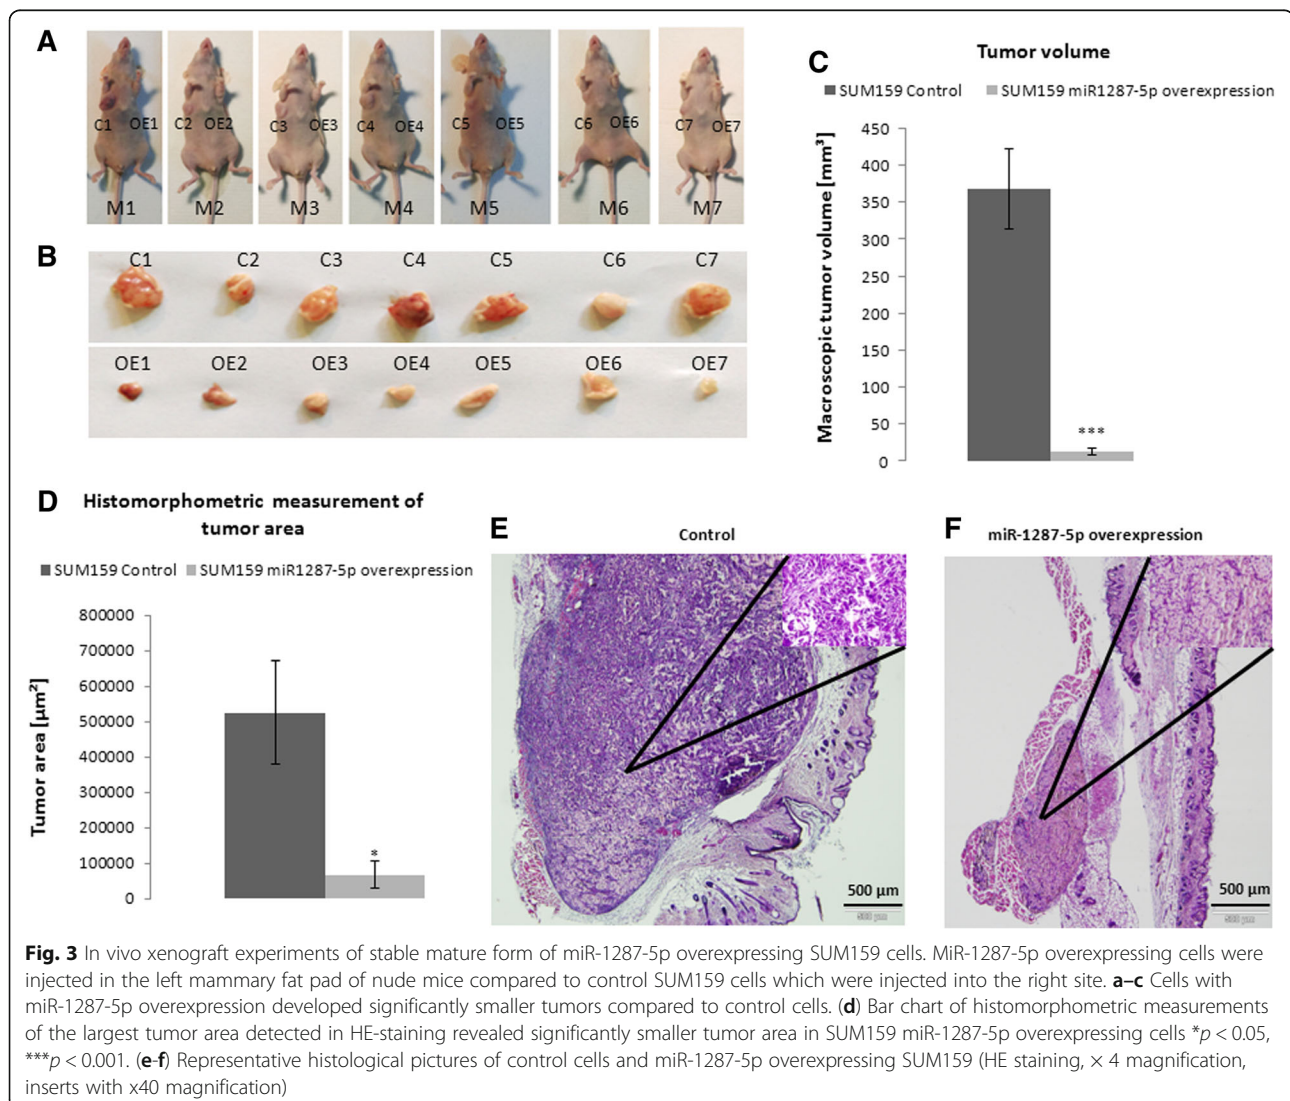 A
C1 OE1
M1
C2 OE2
M2
C3 OE3
M3
C4 OE4
M4
C5 OE5
M5
C6 OE6
M6
C7 OE7
M7
B
C1 C2 C3 C4 C5 C6 C7
OE1 OE2 OE3 OE4 OE5 OE6 OE7
C
Tumor volume
SUM159 Control SUM159 miR1287-5p overexpression
Macroscopic tumor volume [mm³]
450
400
350
300
250
200
150
100
50
0
***
D
Histomorphometric measurement of
tumor area
SUM159 Control SUM159 miR1287-5p overexpression
Tumor area [µm²]
800000
700000
600000
500000
400000
300000
200000
100000
0
*
E
Control
500 µm
500 µm
F
miR-1287-5p overexpression
500 µm
500 µm
Fig. 3 In vivo xenograft experiments of stable mature form of miR-1287-5p overexpressing SUM159 cells. MiR-1287-5p overexpressing cells were
injected in the left mammary fat pad of nude mice compared to control SUM159 cells which were injected into the right site. a–c Cells with
miR-1287-5p overexpression developed significantly smaller tumors compared to control cells. (d) Bar chart of histomorphometric measurements
of the largest tumor area detected in HE-staining revealed significantly smaller tumor area in SUM159 miR-1287-5p overexpressing cells *p < 0.05,
***p < 0.001. (e-f) Representative histological pictures of control cells and miR-1287-5p overexpressing SUM159 (HE staining, × 4 magnification,
inserts with x40 magnification)